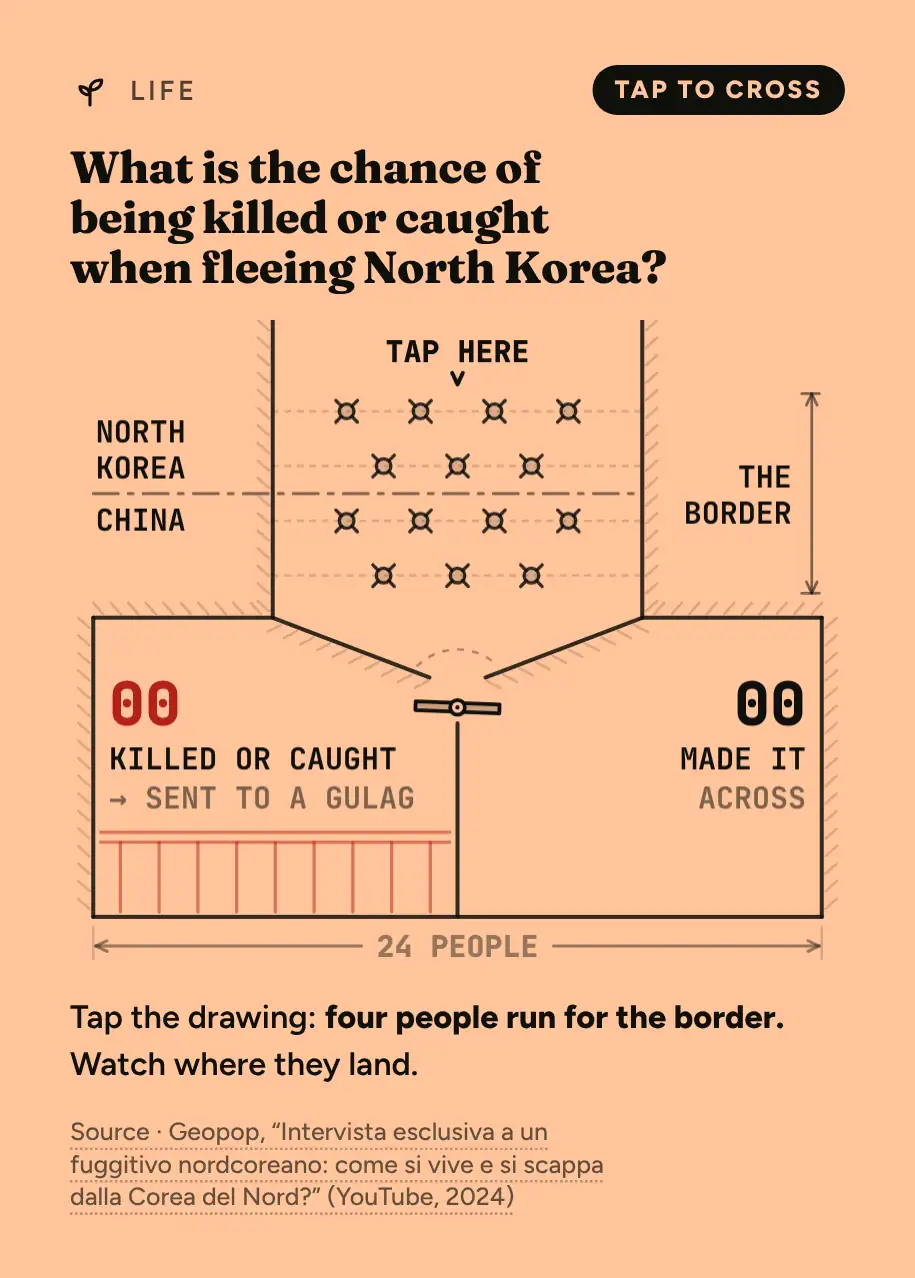 LIFE
TAP TO CROSS
What is the chance of
being killed or caught
when fleeing North Korea?
TAP HERE
NORTH
KOREA
CHINA
THE
BORDER
00
KILLED OR CAUGHT
→ SENT TO A GULAG
00
MADE IT
ACROSS
24 PEOPLE
Tap the drawing: four people run for the border.
Watch where they land.
Source · Geopop, “Intervista esclusiva a un
fuggitivo nordcoreano: come si vive e si scappa
dalla Corea del Nord?” (YouTube, 2024)